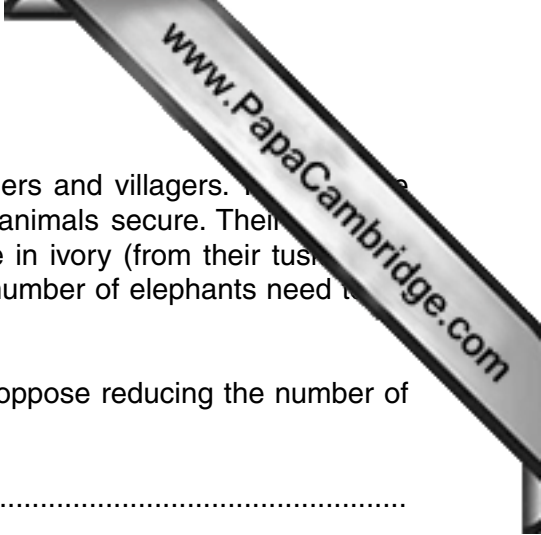 www.PapaCambridge.com
ers and villagers.
animals secure. Their
e in ivory (from their
number of elephants need
oppose reducing the number of